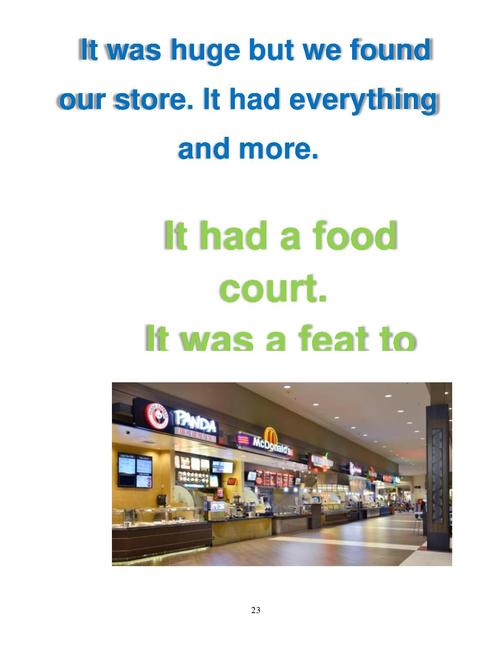 It was huge but we found
our store. It had everything
and more.
It had a food
court.
It was a feat to
PANDA
EXPRESS
McDonald's
23